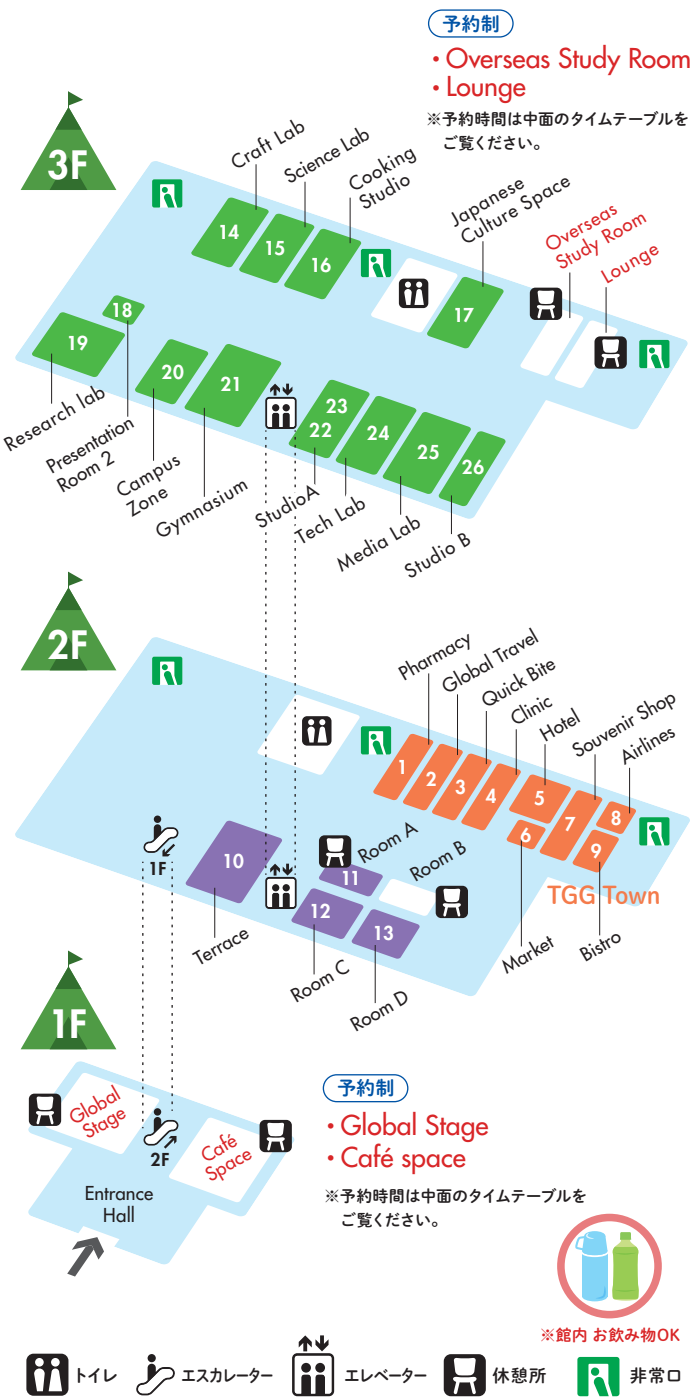 予約制
・Overseas Study Room
・Lounge
※予約時間は中面のタイムテーブルを
ご覧ください。
3F
Craft Lab
Science Lab
Cooking
Studio
Japanese
Culture Space
Overseas
Study Room
Lounge
14
15
16
17
18
19
20
21
23
22
24
25
26
Research lab
Presentation
Room 2
Campus
Zone
Gymnasium
StudioA
Tech Lab
Media Lab
Studio B
2F
Pharmacy
Global Travel
Quick Bite
Clinic
Hotel
Souvenir Shop
Airlines
1
2
3
4
5
6
7
8
9
TGG Town
Market
Bistro
1F
10
Terrace
Room A
11
Room B
12
13
Room C
Room D
1F
Global
Stage
2F
Café
Space
Entrance
Hall
予約制
・Global Stage
・Café space
※予約時間は中面のタイムテーブルを
ご覧ください。
※館内 お飲み物OK
トイレ
エスカレーター
エレベーター
休憩所
非常口